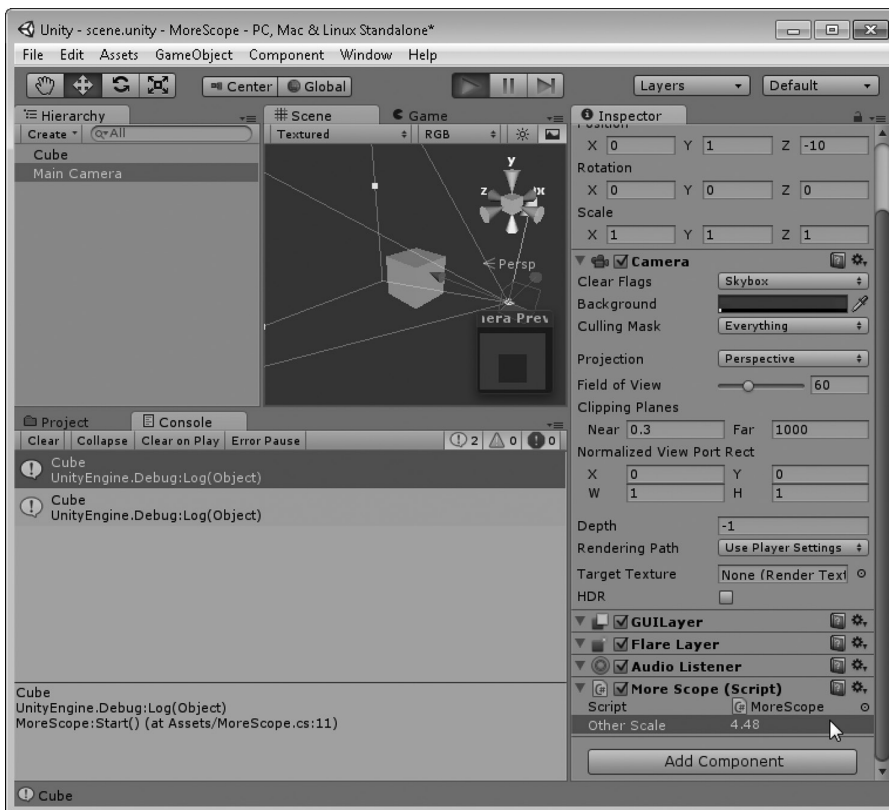 Unity - scene.unity - MoreScope - PC, Mac & Linux Standalone*
File Edit Assets GameObject Component Window Help
Center Global Layers Default
Hierarchy
Create All
Cube
Main Camera
Scene Game
Textured RGB
y
z x
Persp
Inspector
Position
X 0 Y 1 Z -10
Rotation
X 0 Y 0 Z 0
Scale
X 1 Y 1 Z 1
Camera
Clear Flags Skybox
Background
Culling Mask Everything
Projection Perspective
Field of View 60
Clipping Planes
Near 0.3 Far 1000
Normalized View Port Rect
X 0 Y 0
W 1 H 1
Depth -1
Rendering Path Use Player Settings
Target Texture None (Render Text
HDR
GUILayer
Flare Layer
Audio Listener
More Scope (Script)
Script MoreScope
Other Scale 4.48
Add Component
iera Prev
Project Console
Clear Collapse Clear on Play Error Pause 2 0 0
Cube
UnityEngine.Debug:Log(Object)
Cube
UnityEngine.Debug:Log(Object)
Cube
UnityEngine.Debug:Log(Object)
MoreScope:Start() (at Assets/MoreScope.cs:11)
Cube